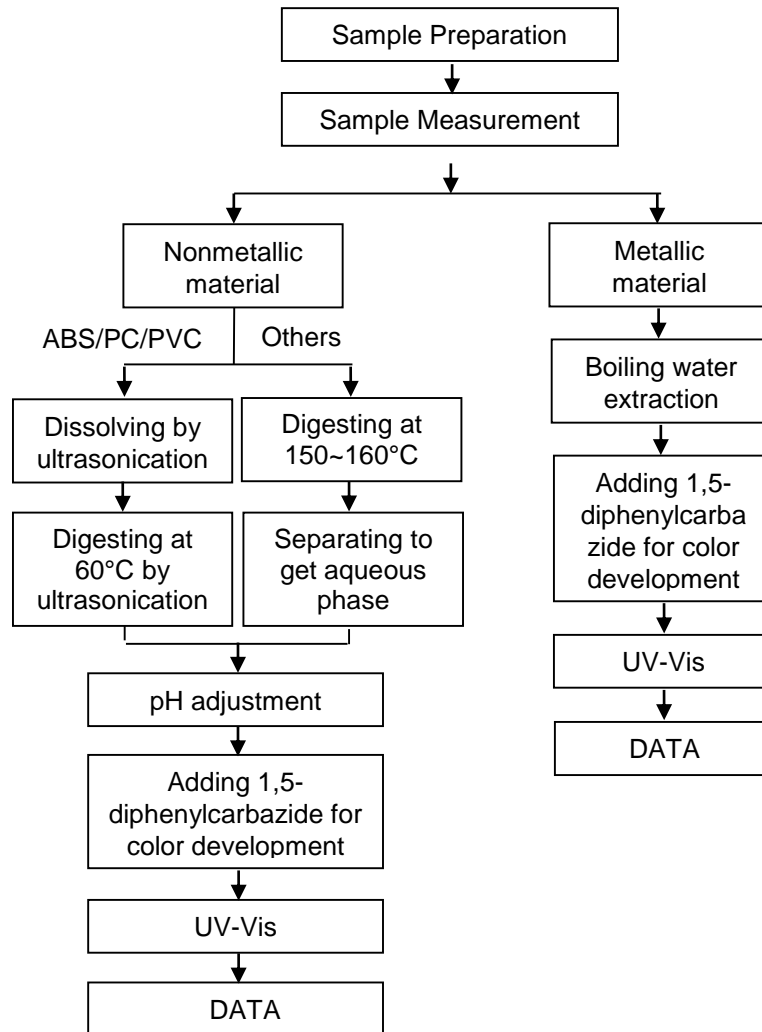 Sample Preparation
Sample Measurement
Nonmetallic
material
ABS/PC/PVC
Others
Dissolving by
ultrasonication
Digesting at
150~160°C
Digesting at
60°C by
ultrasonication
Separating to
get aqueous
phase
pH adjustment
Adding 1,5-
diphenylcarbazide for
color development
UV-Vis
DATA
Metallic
material
Boiling water
extraction
Adding 1,5-
diphenylcarba
zide for color
development
UV-Vis
DATA